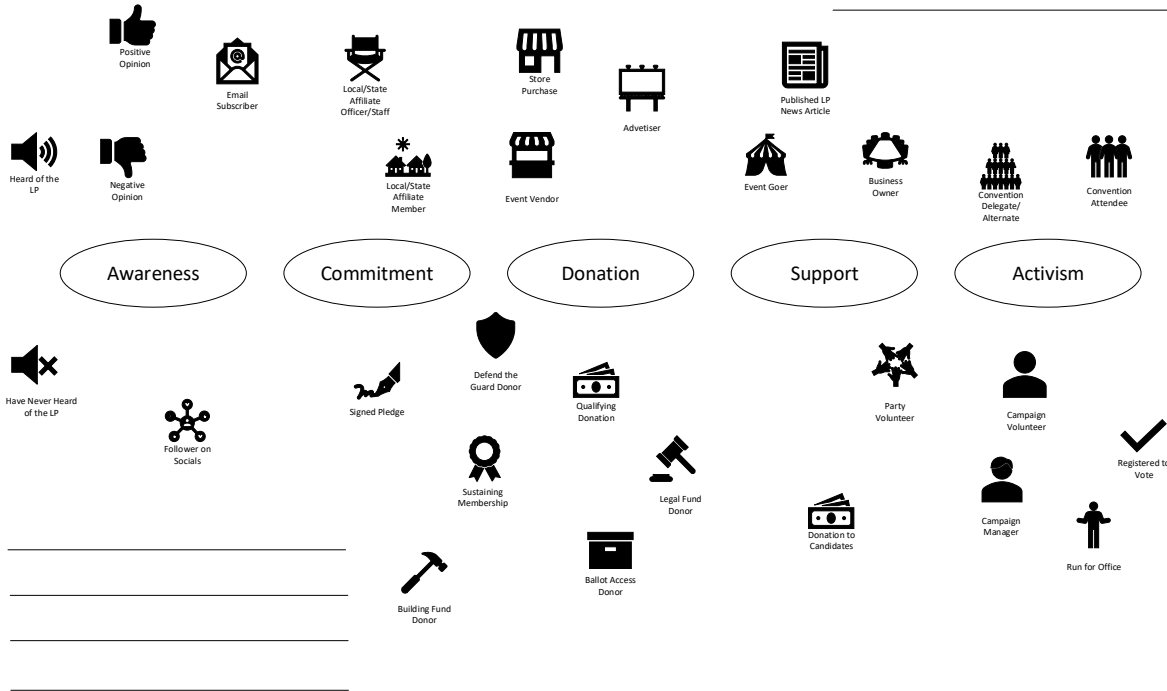 Positive
Opinion
Email
Subscriber
Local/State
Affiliate
Officer/Staff
Store
Purchase
Advetiser
Published LP
News Article
Heard of the
LP
Negative
Opinion
Local/State
Affiliate
Member
Event Vendor
Event Goer
Business
Owner
Convention
Delegate/
Alternate
Convention
Attendee
Awareness
Commitment
Donation
Support
Activism
Have Never Heard
of the LP
Follower on
Socials
Signed Pledge
Defend the
Guard Donor
Qualifying
Donation
Party
Volunteer
Campaign
Volunteer
Registered to
Vote
Sustaining
Membership
Legal Fund
Donor
Donation to
Candidates
Campaign
Manager
Run for Office
Building Fund
Donor
Ballot Access
Donor